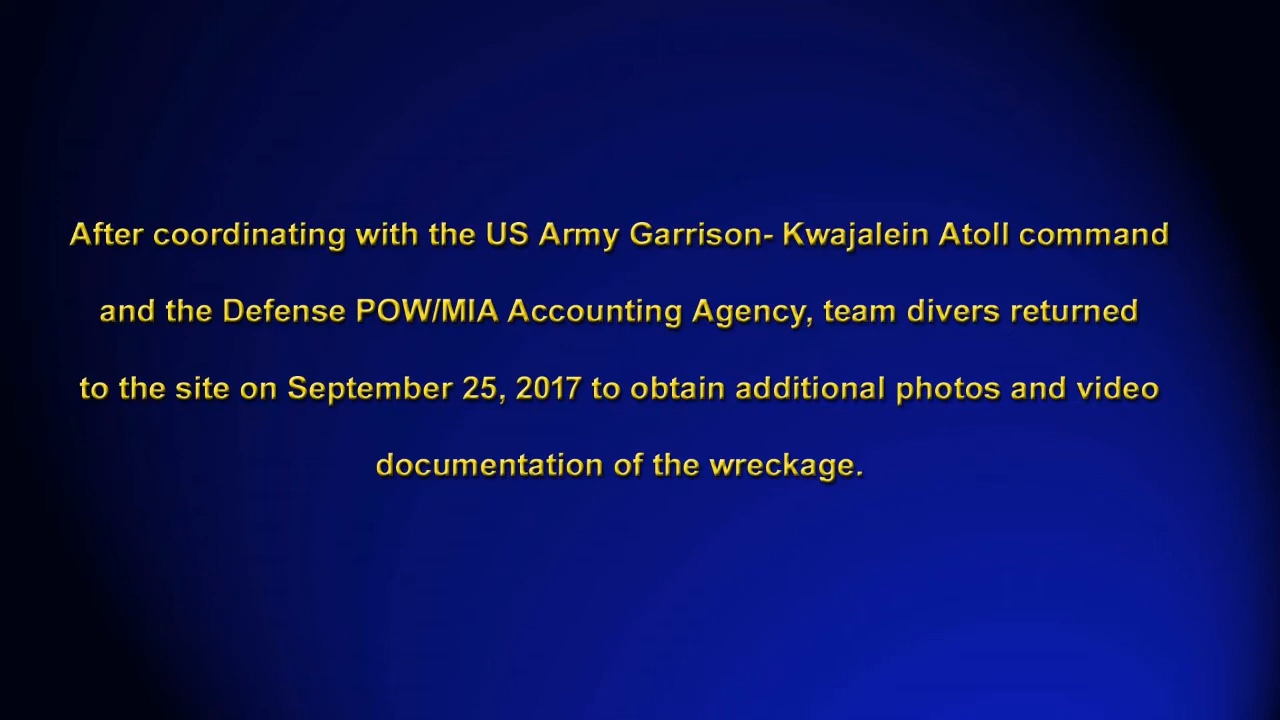 After coordinating with the US Army Garrison- Kwajalein Atoll command
and the Defense POW/MIA Accounting Agency, team divers returned
to the site on September 25, 2017 to obtain additional photos and video
documentation of the wreckage.